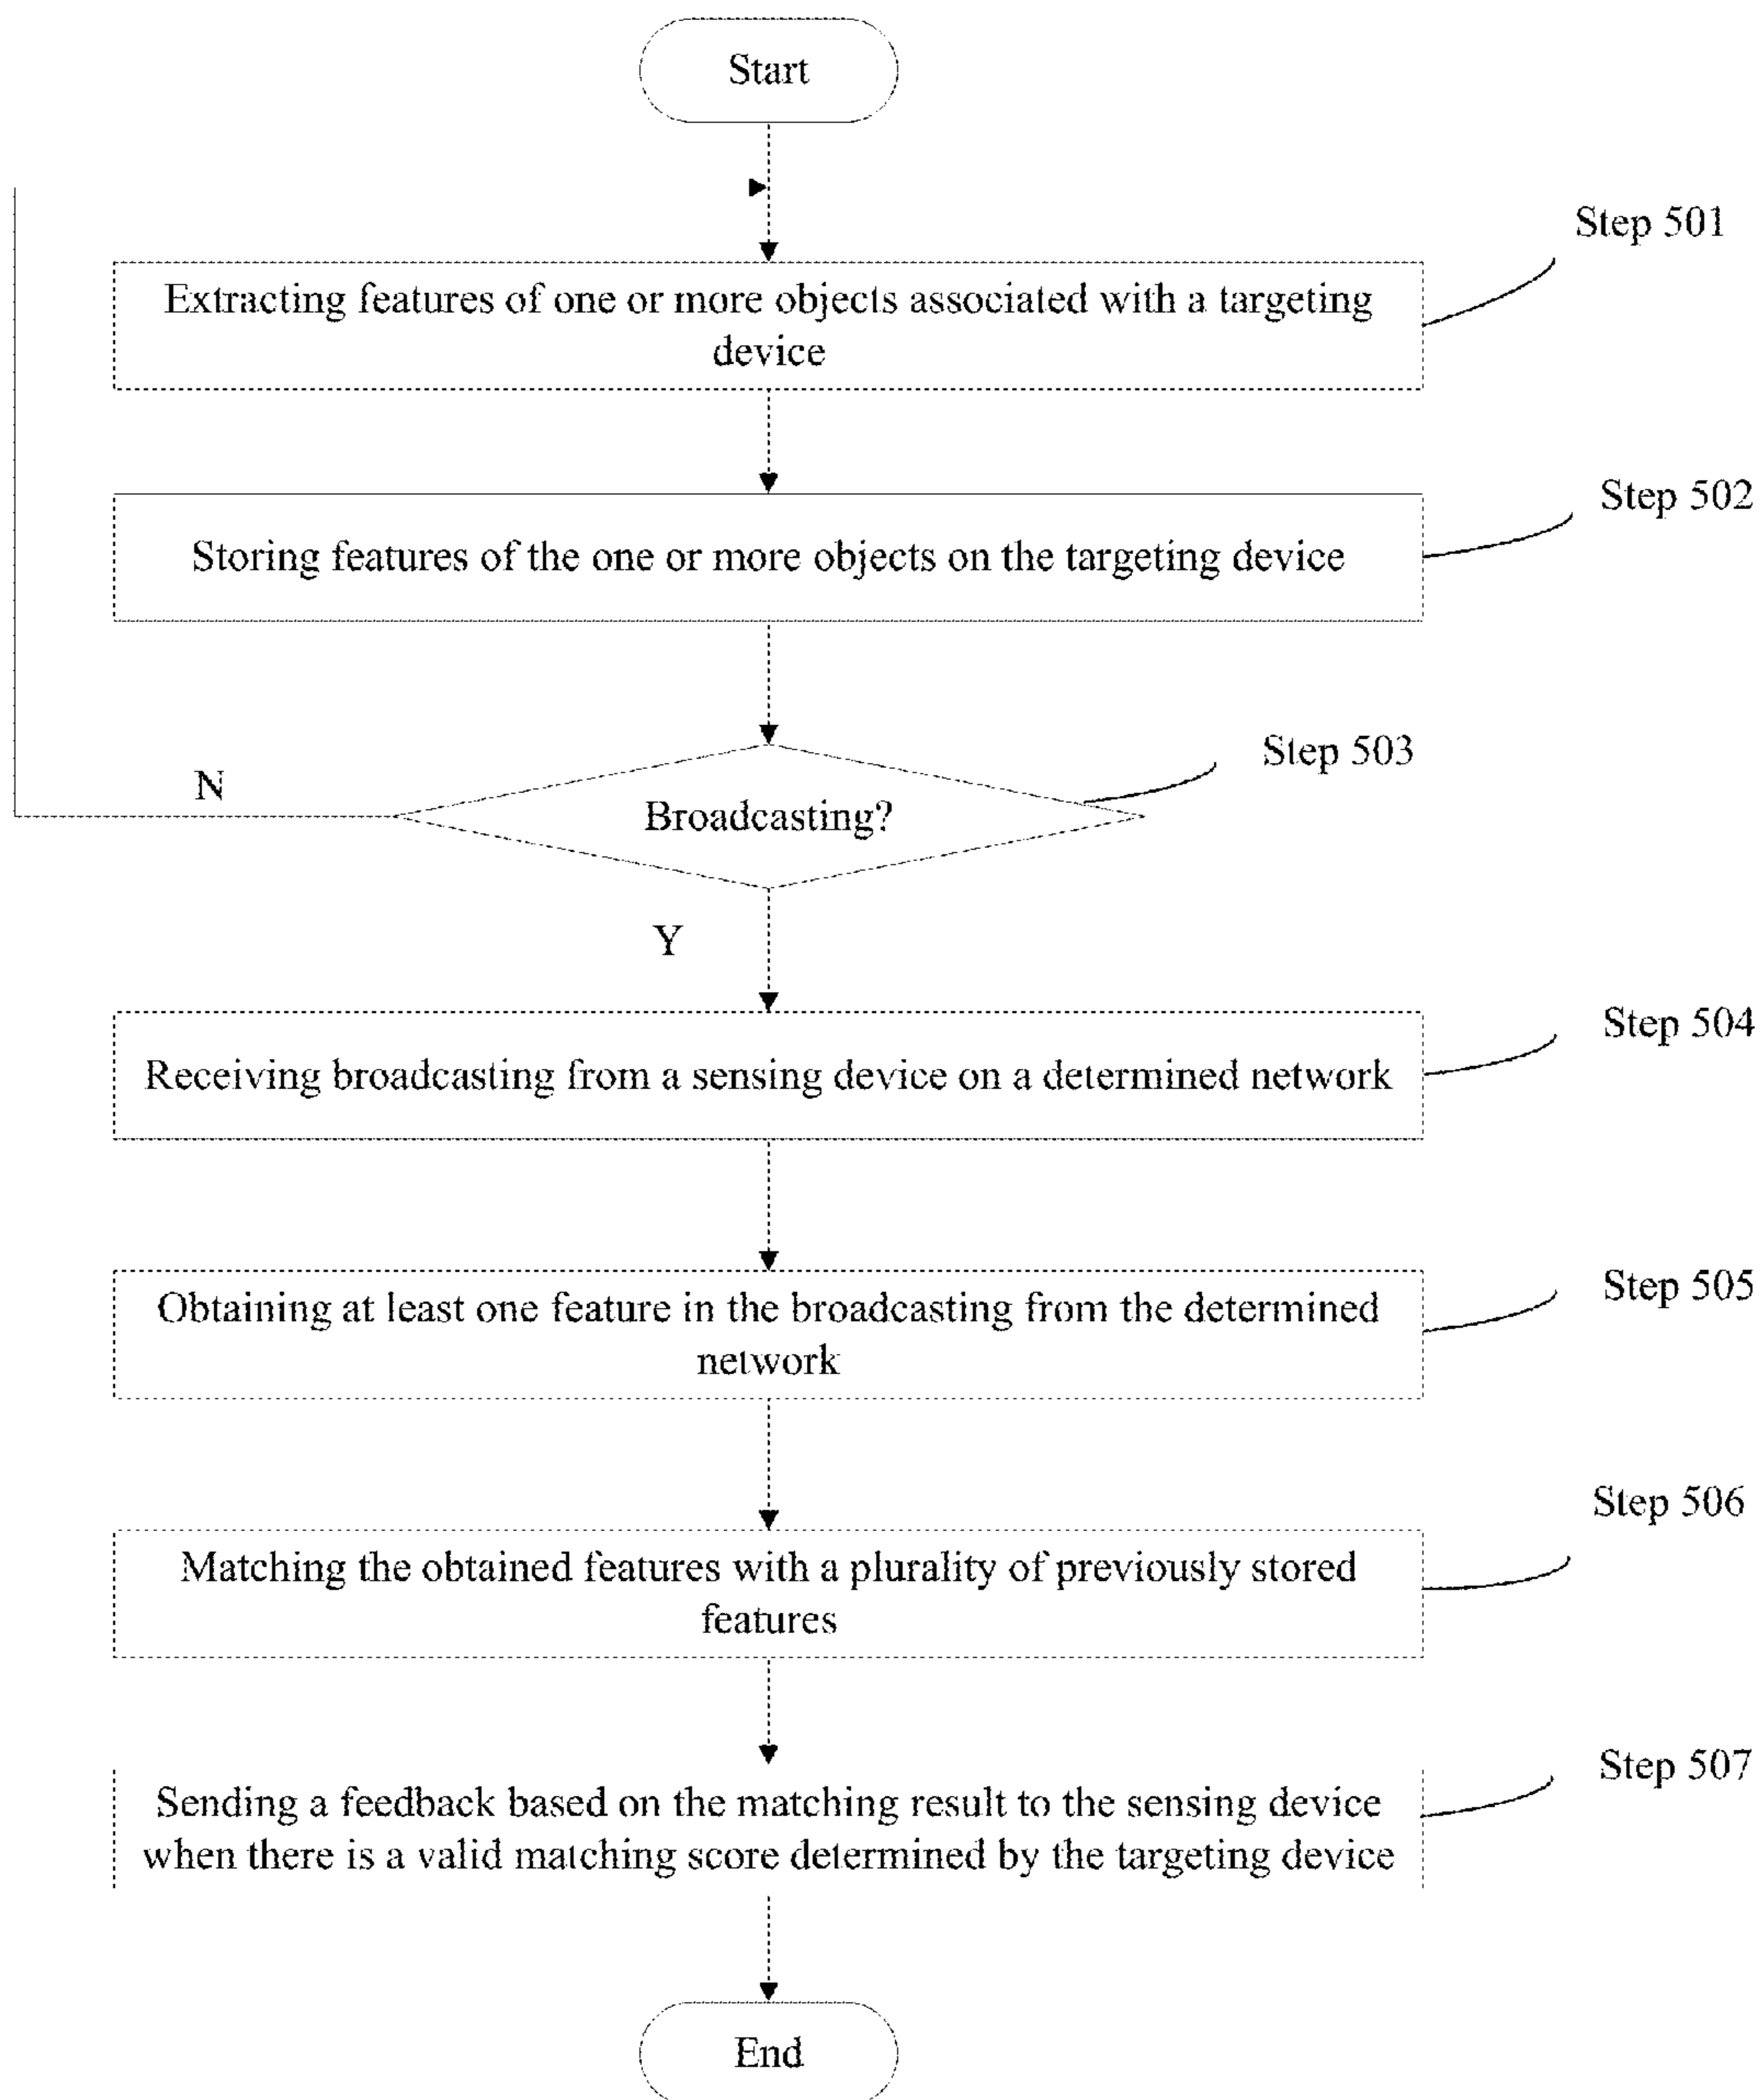 Start
Step 501
Extracting features of one or more objects associated with a targeting
device
Step 502
Storing features of the one or more objects on the targeting device
Step 503
N
Broadcasting?
Y
Step 504
Receiving broadcasting from a sensing device on a determined network
Step 505
Obtaining at least one feature in the broadcasting from the determined
network
Step 506
Matching the obtained features with a plurality of previously stored
features
Step 507
Sending a feedback based on the matching result to the sensing device
when there is a valid matching score determined by the targeting device
End